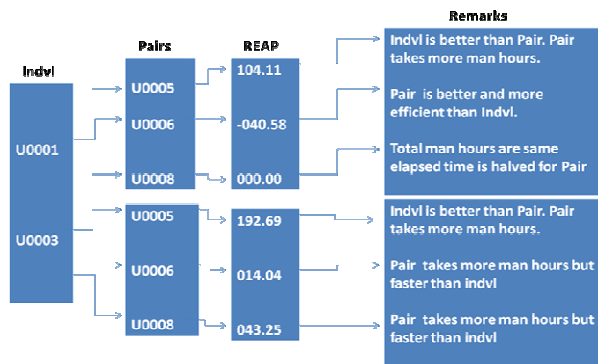 Remarks
Pairs
REAP
Indvl
Indvl is better than Pair. Pair
takes more man hours.
U0005
104.11
Pair is better and more
efficient than Indvl.
U0006
-040.58
U0001
Total man hours are same
elapsed time is halved for Pair
U0008
000.00
U0005
192.69
Indvl is better than Pair. Pair
takes more man hours.
U0003
U0006
014.04
Pair takes more man hours but
faster than indvl
U0008
043.25
Pair takes more man hours but
faster than indvl